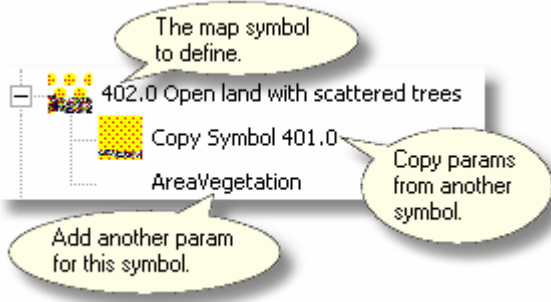 The map symbol
to define.
402.0 Open land with scattered trees
Copy Symbol 401.0
Copy params
from another
symbol.
AreaVegetation
Add another param
for this symbol.